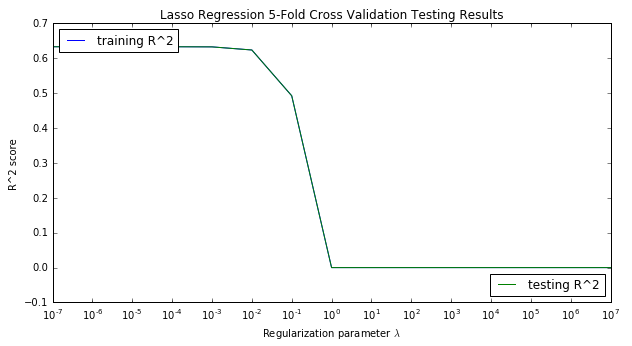 Lasso Regression 5-Fold Cross Validation Testing Results
0.7
0.6
0.5
0.4
0.3
0.2
0.1
0.0
−0.1
R^2 score
training R^2
testing R^2
10^-7 10^-6 10^-5 10^-4 10^-3 10^-2 10^-1 10^0 10^1 10^2 10^3 10^4 10^5 10^6 10^7
Regularization parameter λ